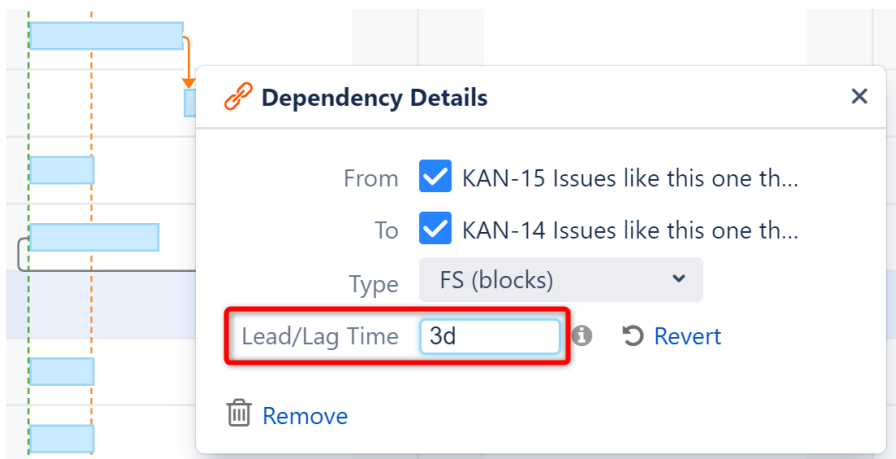 Dependency Details
From KAN-15 Issues like this one th...
To KAN-14 Issues like this one th...
Type FS (blocks)
Lead/Lag Time 3d Revert
Remove